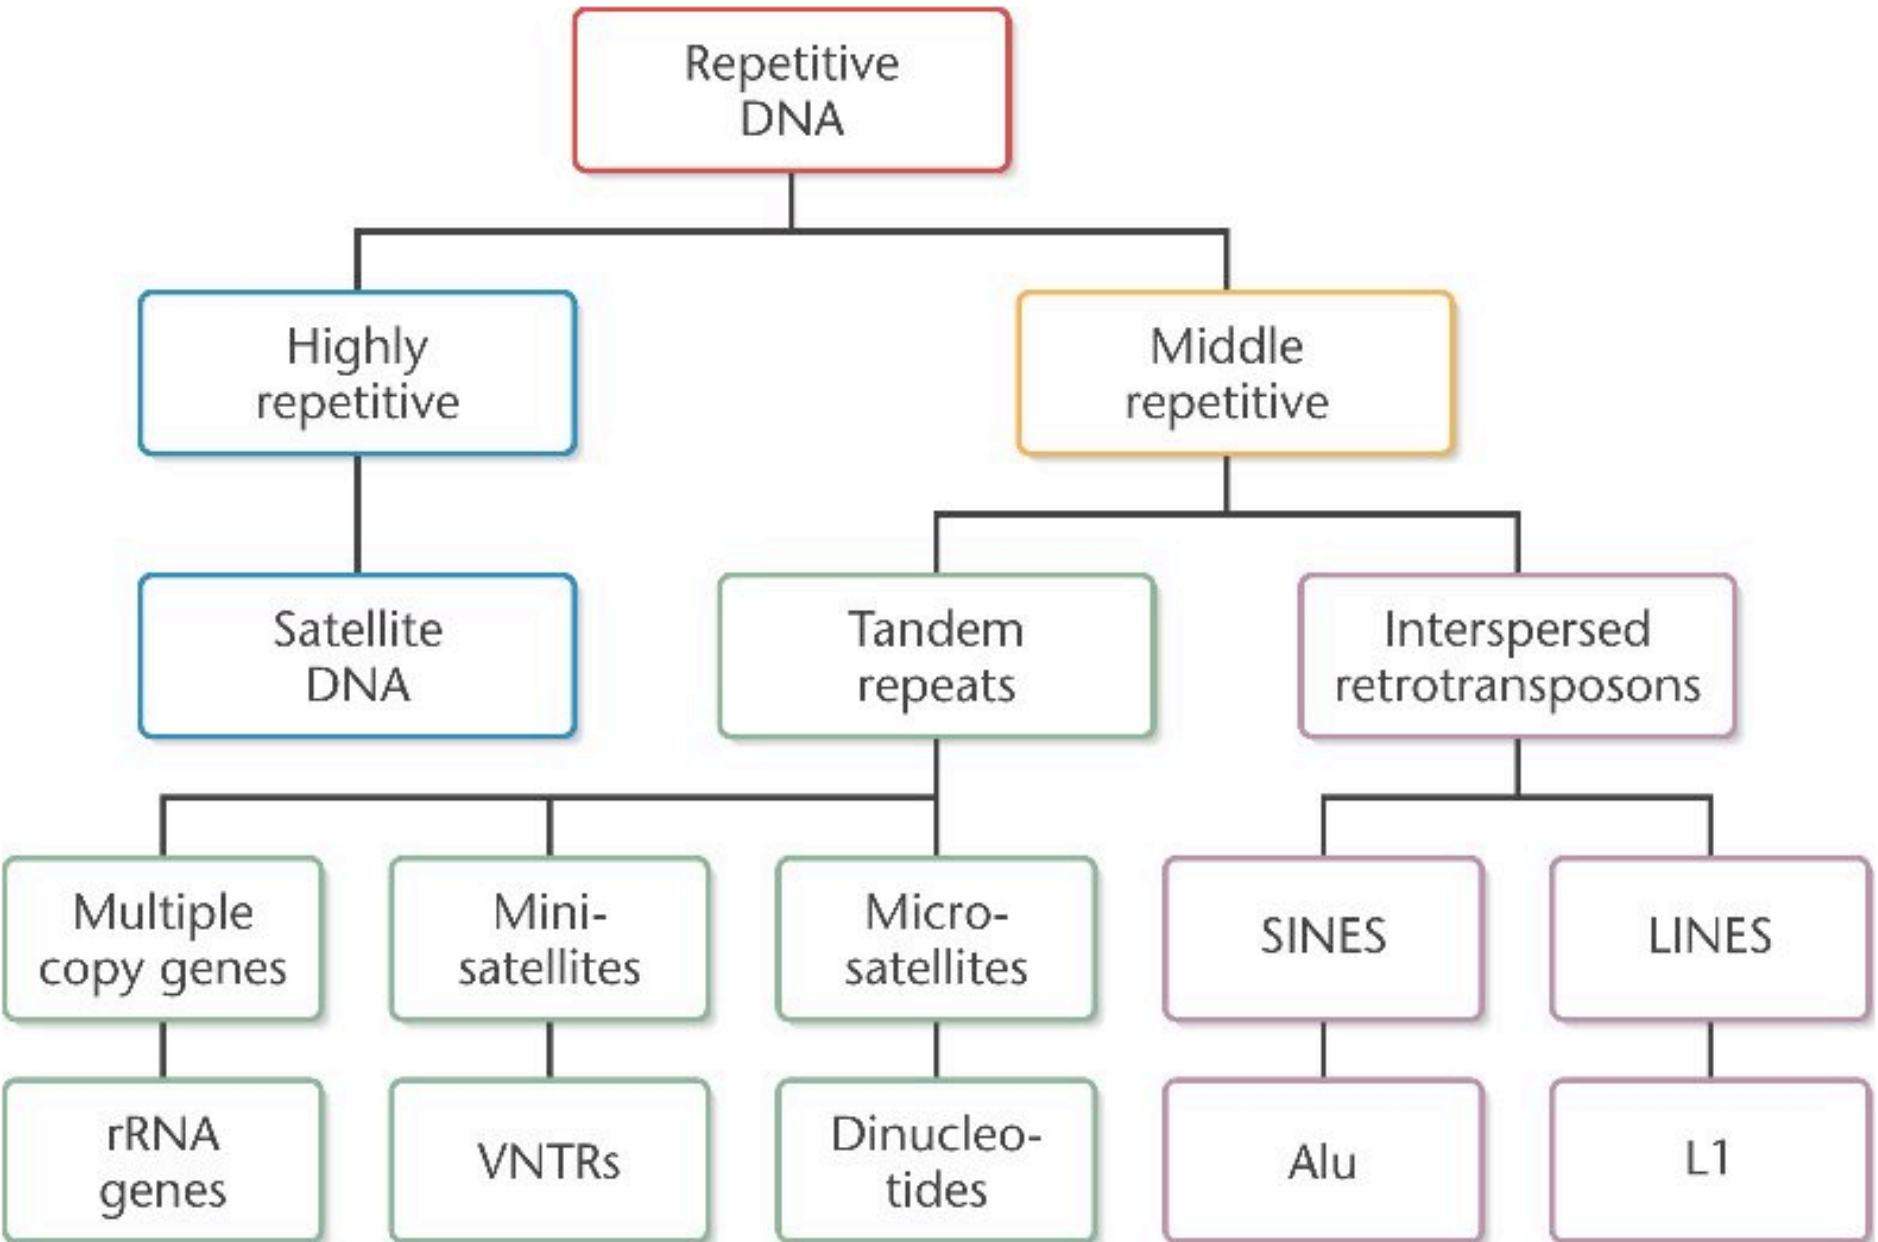 Repetitive
DNA
Highly
repetitive
Middle
repetitive
Satellite
DNA
Tandem
repeats
Interspersed
retrotransposons
Multiple
copy genes
Mini-
satellites
Micro-
satellites
SINES
LINES
rRNA
genes
VNTRs
Dinucleo-
tides
Alu
L1